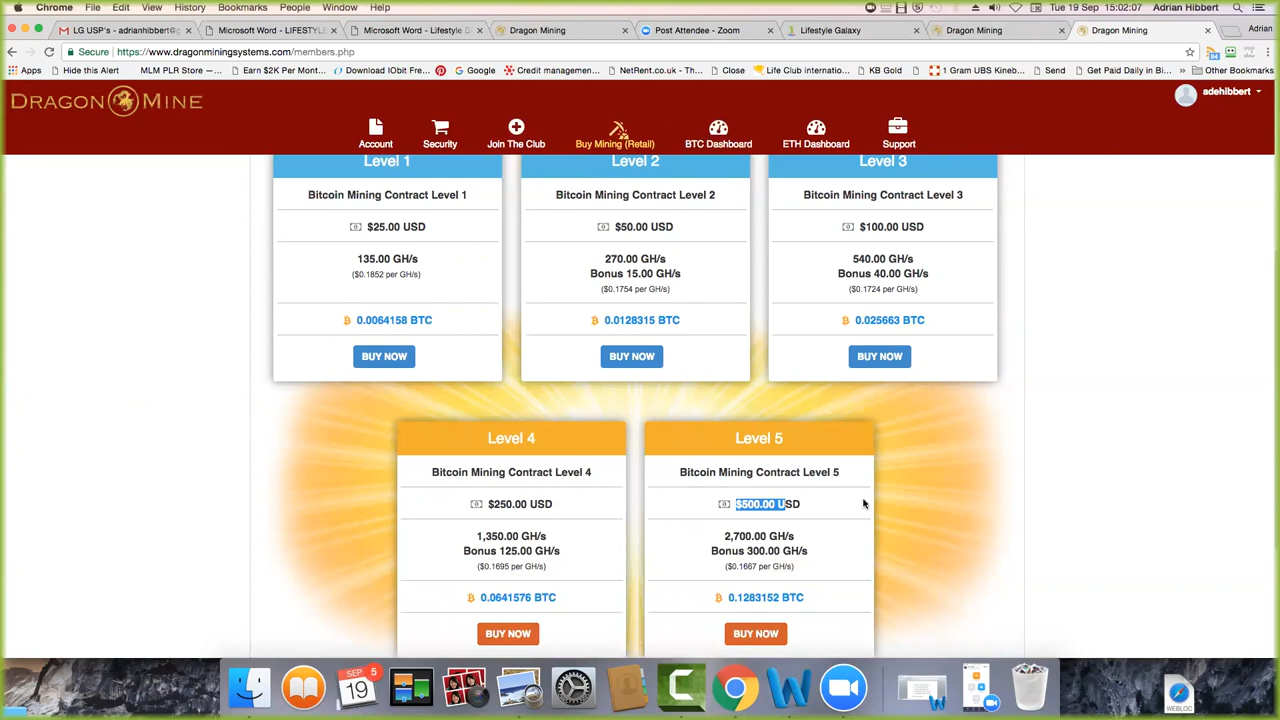 Chrome File Edit View History Bookmarks People Window Help
Tue 19 Sep 15:02:07 Adrian Hibbert
LG USP's - adrianhibbert@g
Microsoft Word - LIFESTYLE
Microsoft Word - Lifestyle G
Dragon Mining
Post Attendee - Zoom
Lifestyle Galaxy
Dragon Mining
Dragon Mining
Adrian
Secure https://www.dragonminingsystems.com/members.php
Apps Hide this Alert MLM PLR Store —... Earn $2K Per Mont... Download IObit Fre... Google Credit managemen... NetRent.co.uk - Th... Close Life Club internatio... KB Gold 1 Gram UBS Kineb... Send Get Paid Daily in Bi... Other Bookmarks
DRAGON MINE
adehibbert
Account
Security
Join The Club
Buy Mining (Retail)
BTC Dashboard
ETH Dashboard
Support
Level 1
Bitcoin Mining Contract Level 1
$25.00 USD
135.00 GH/s
($0.1852 per GH/s)
0.0064158 BTC
BUY NOW
Level 2
Bitcoin Mining Contract Level 2
$50.00 USD
270.00 GH/s
Bonus 15.00 GH/s
($0.1754 per GH/s)
0.0128315 BTC
BUY NOW
Level 3
Bitcoin Mining Contract Level 3
$100.00 USD
540.00 GH/s
Bonus 40.00 GH/s
($0.1724 per GH/s)
0.025663 BTC
BUY NOW
Level 4
Bitcoin Mining Contract Level 4
$250.00 USD
1,350.00 GH/s
Bonus 125.00 GH/s
($0.1695 per GH/s)
0.0641576 BTC
BUY NOW
Level 5
Bitcoin Mining Contract Level 5
$500.00 USD
2,700.00 GH/s
Bonus 300.00 GH/s
($0.1667 per GH/s)
0.1283152 BTC
BUY NOW
SEP 5
19
WEBLOC